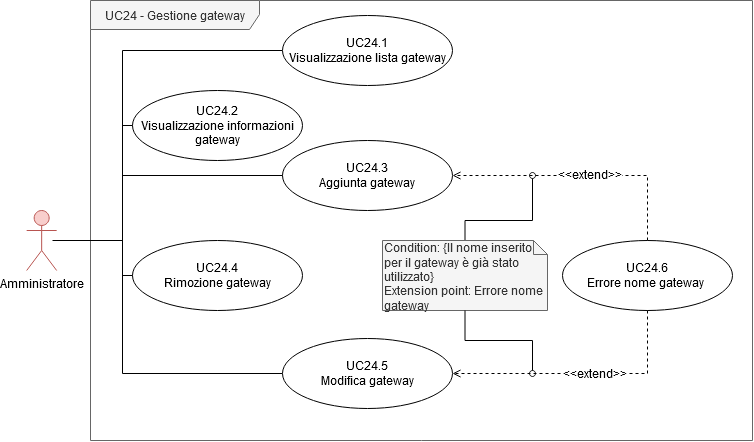 UC24 - Gestione gateway
UC24.1
Visualizzazione lista gateway
UC24.2
Visualizzazione informazioni
gateway
UC24.3
Aggiunta gateway
<<extend>>
Amministratore
UC24.4
Rimozione gateway
Condition: {Il nome inserito
per il gateway è già stato
utilizzato}
Extension point: Errore nome
gateway
UC24.6
Errore nome gateway
UC24.5
Modifica gateway
<<extend>>